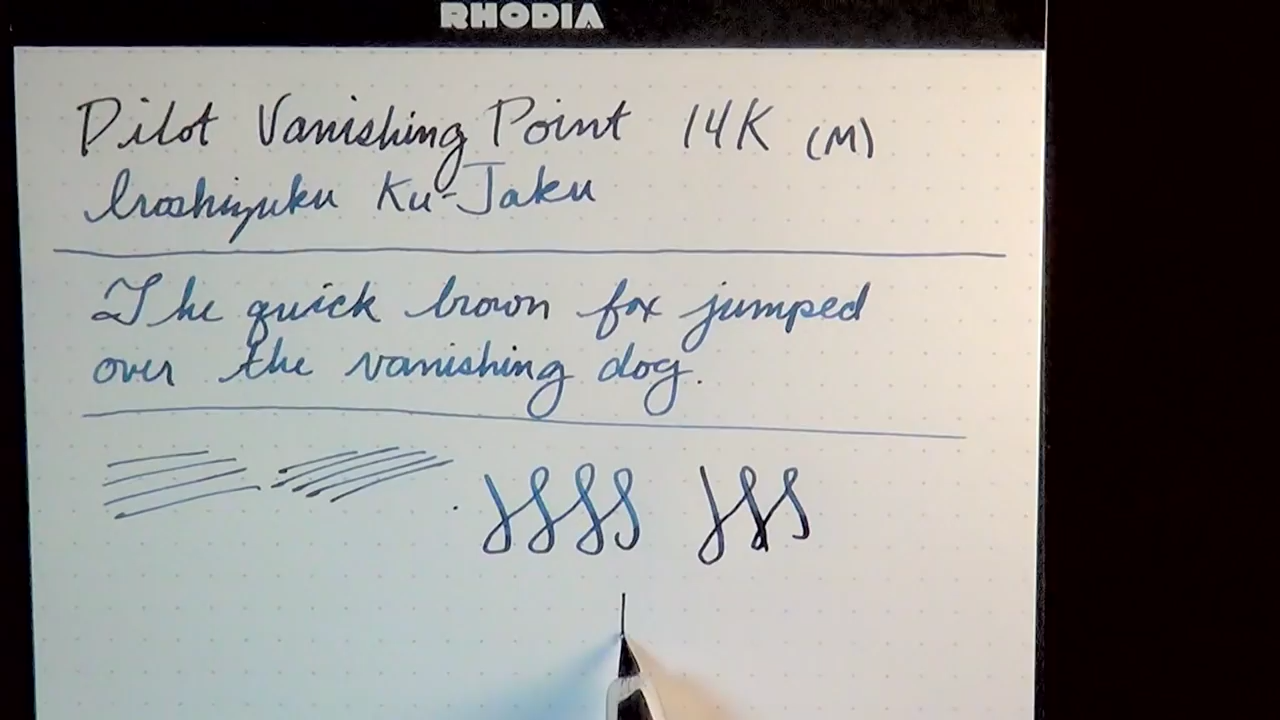 RHODIA
Pilot Vanishing Point 14K (M)
Iroshizuku Ku-Jaku
The quick brown fox jumped
over the vanishing dog.